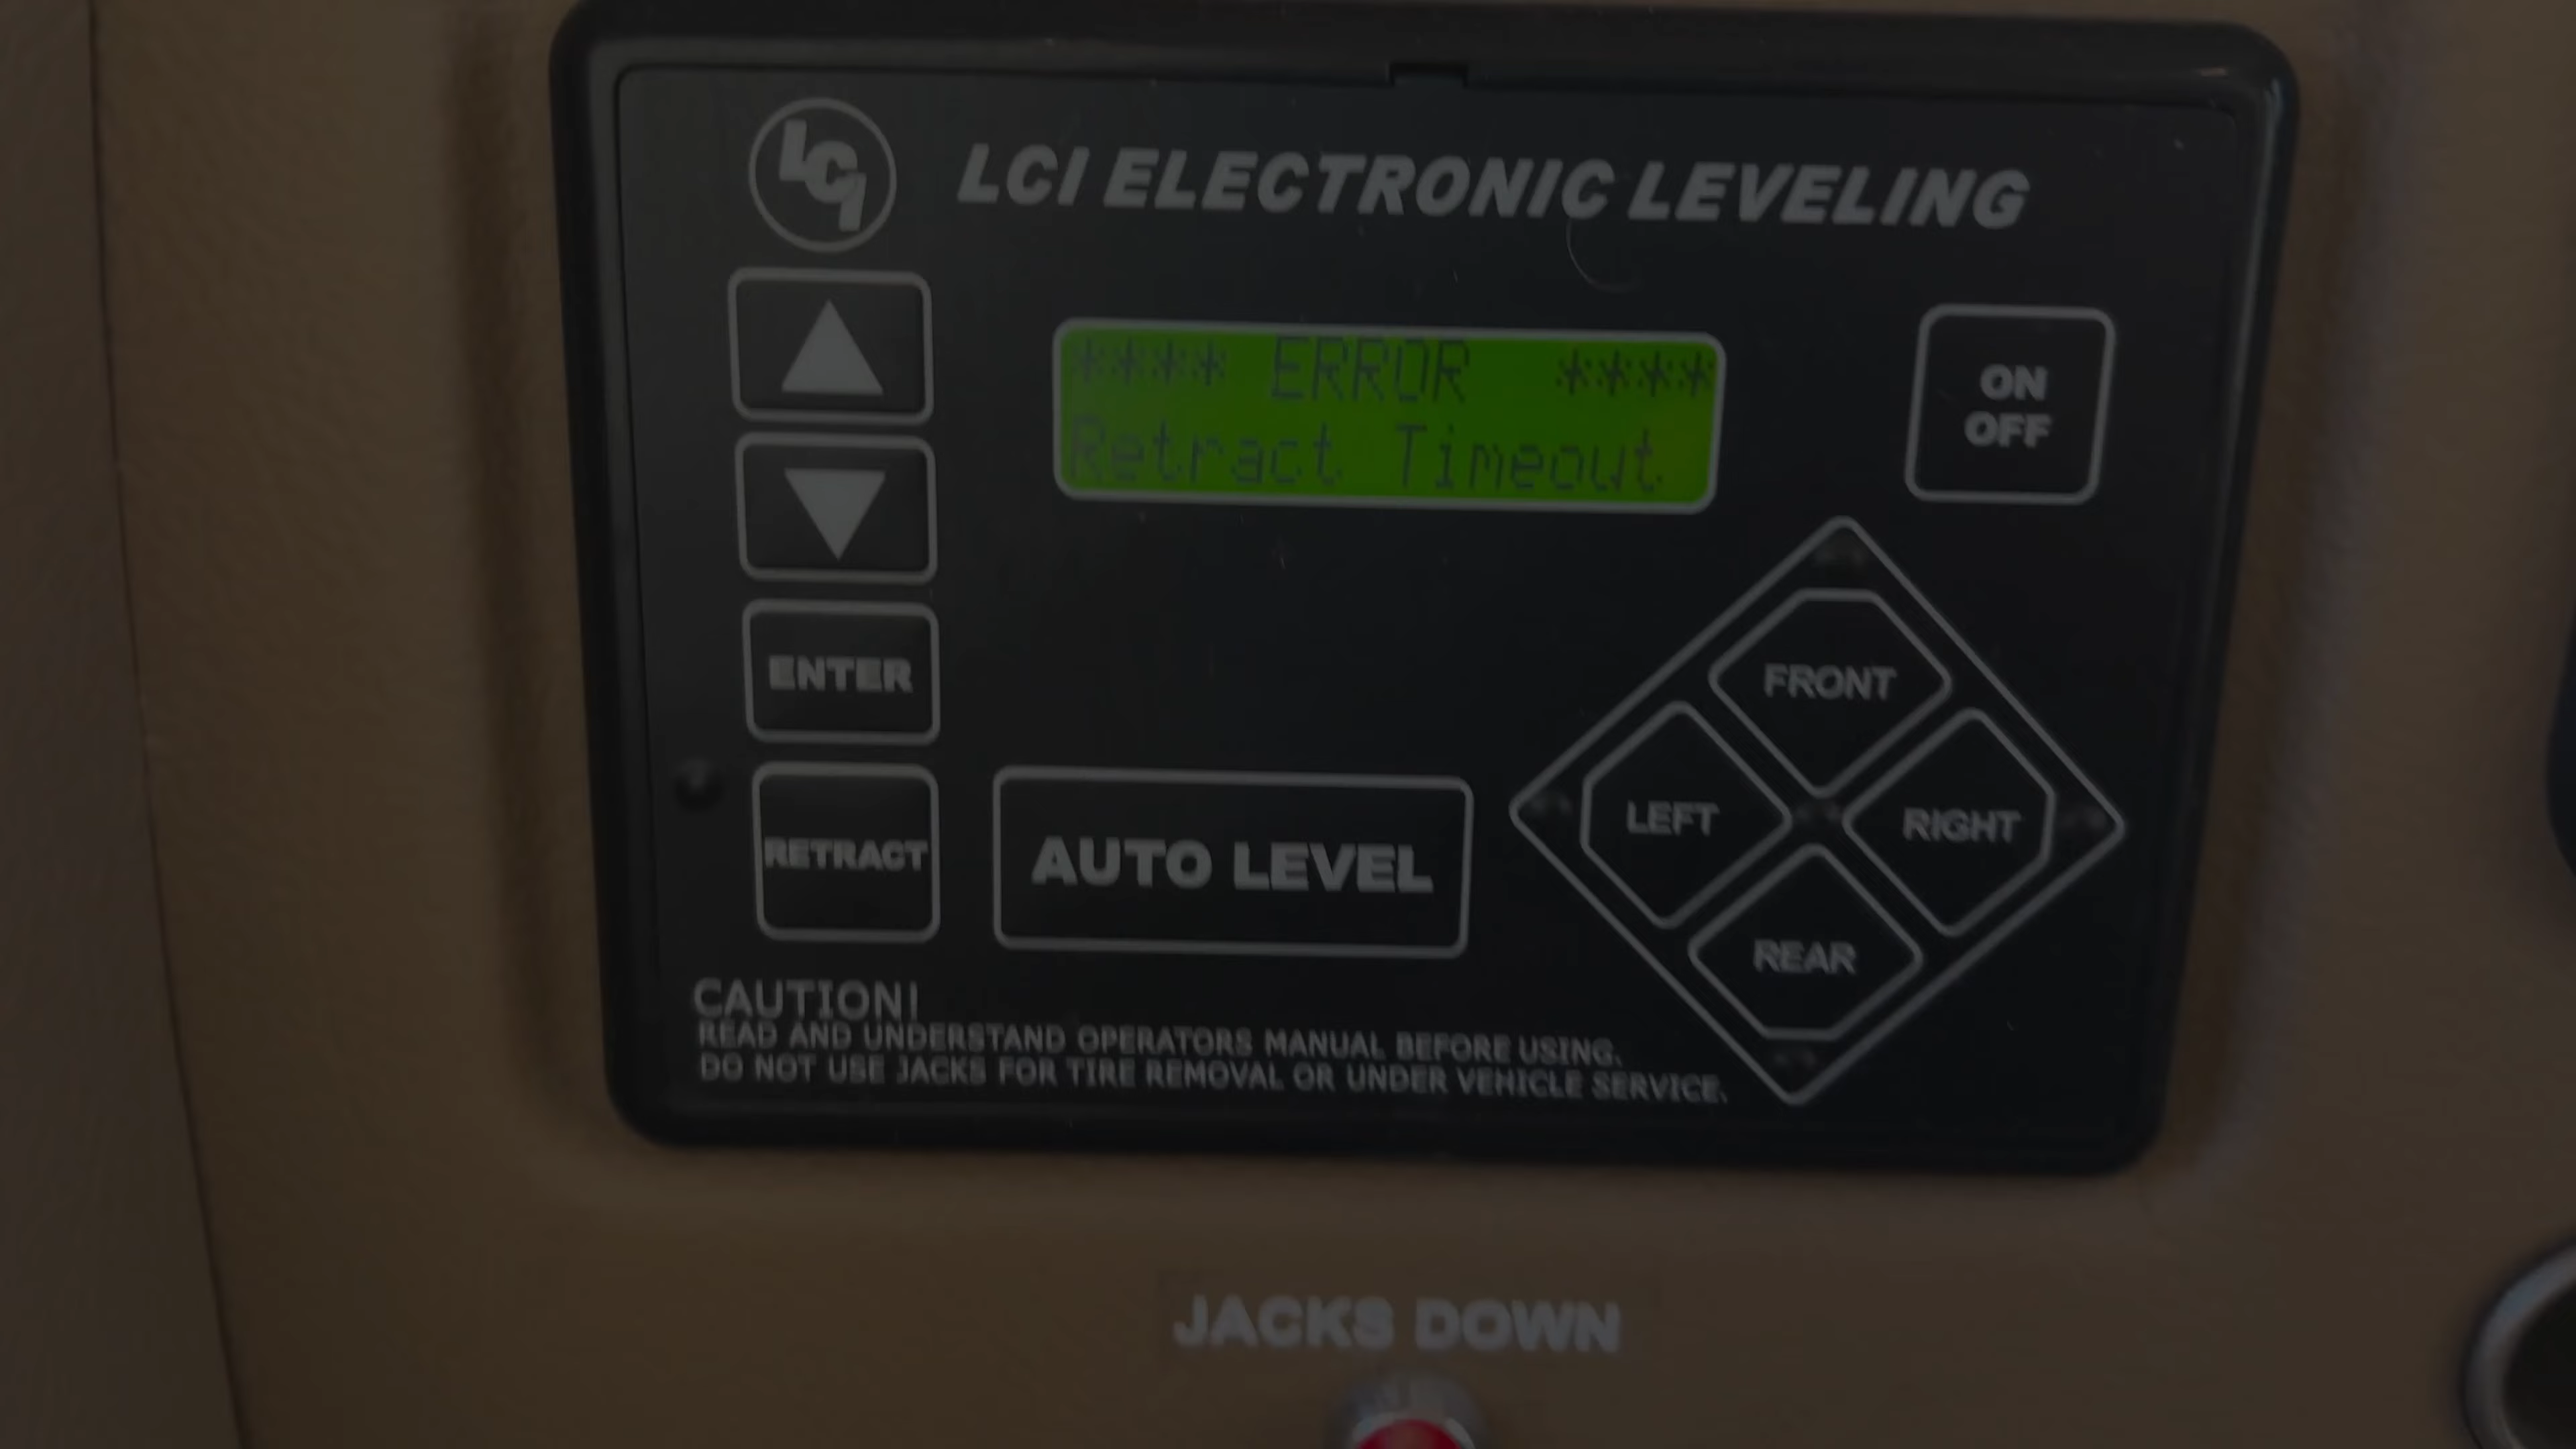 LCI
LCI ELECTRONIC LEVELING
**** ERROR ****
Retract Timeout
ON
OFF
ENTER
RETRACT
AUTO LEVEL
FRONT
LEFT
RIGHT
REAR
CAUTION!
READ AND UNDERSTAND OPERATORS MANUAL BEFORE USING.
DO NOT USE JACKS FOR TIRE REMOVAL OR UNDER VEHICLE SERVICE.
JACKS DOWN